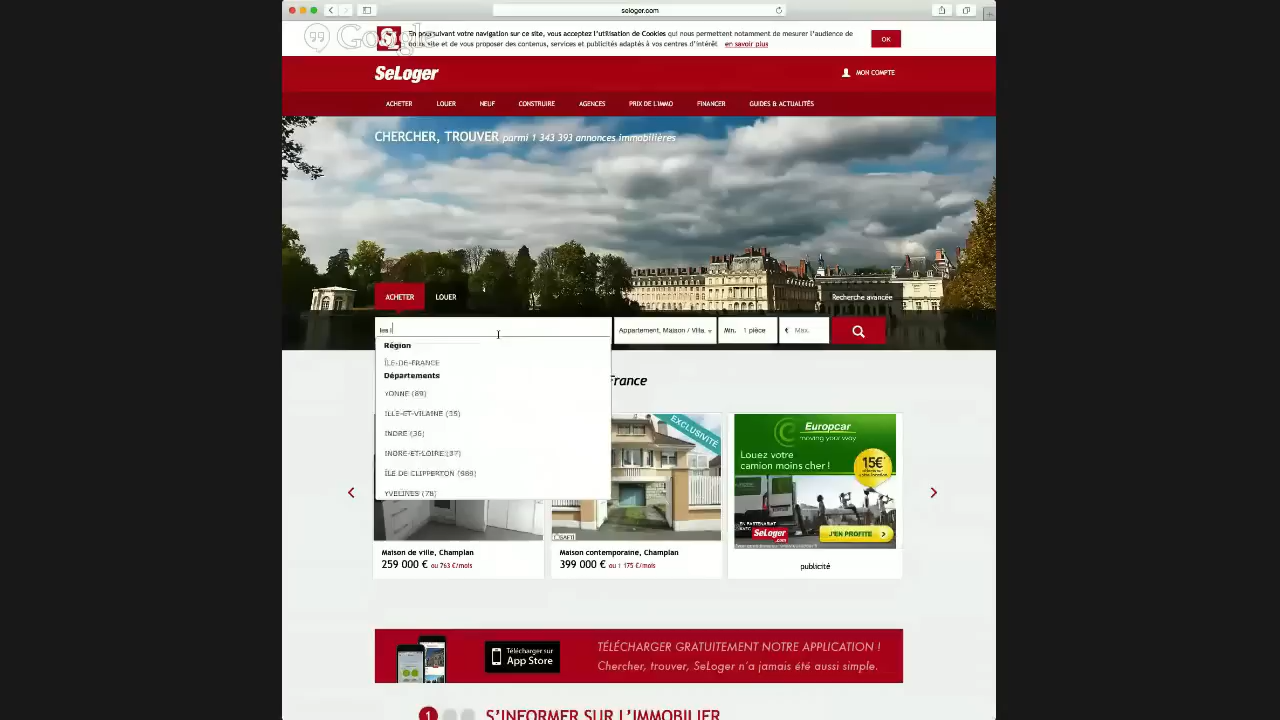 seloger.com
Google
En poursuivant votre navigation sur ce site, vous acceptez l'utilisation de Cookies qui nous permettent notamment de mesurer l'audience de
notre site et de vous proposer des contenus, services et publicités adaptés à vos centres d'intérêt en savoir plus
OK
SeLoger
MON COMPTE
ACHETER LOUER NEUF CONSTRUIRE AGENCES PRIX DE L'IMMO FINANCER GUIDES & ACTUALITÉS
CHERCHER, TROUVER parmi 1 343 393 annonces immobilières
ACHETER LOUER
Recherche avancée
Appartement, Maison / Villa
Min. 1 pièce
€ Max.
Région
ÎLE-DE-FRANCE
Départements
YONNE (89)
ILLE-ET-VILAINE (35)
INDRE (36)
INDRE-ET-LOIRE (37)
ÎLE DE CLIPPERTON (989)
YVELINES (78)
France
EXCLUSIVITÉ
SAFTI
Europcar
moving your way
Louez votre
camion moins cher !
15€
EN PARTENARIAT
AVEC SeLoger
.com
J'EN PROFITE
Maison de ville, Champlan
259 000 € ou 763 €/mois
Maison contemporaine, Champlan
399 000 € ou 1 175 €/mois
publicité
Télécharger sur
App Store
TÉLÉCHARGER GRATUITEMENT NOTRE APPLICATION !
Chercher, trouver, SeLoger n'a jamais été aussi simple.
1
S'INFORMER SUR L'IMMOBILIER